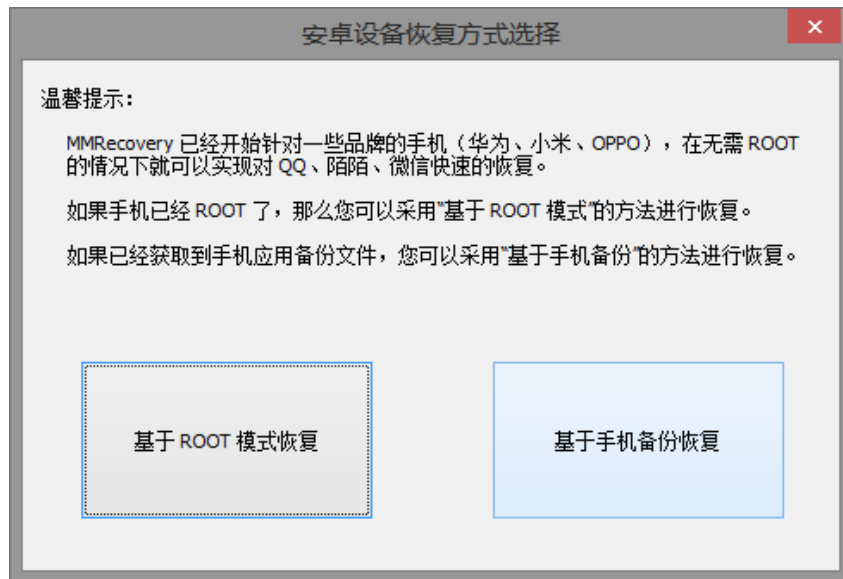 安卓设备恢复方式选择
温馨提示：
MMRecovery 已经开始针对一些品牌的手机（华为、小米、OPPO），在无需 ROOT
的情况下就可以实现对 QQ、陌陌、微信快速的恢复。
如果手机已经 ROOT 了，那么您可以采用"基于 ROOT 模式"的方法进行恢复。
如果已经获取到手机应用备份文件，您可以采用"基于手机备份"的方法进行恢复。
基于 ROOT 模式恢复
基于手机备份恢复